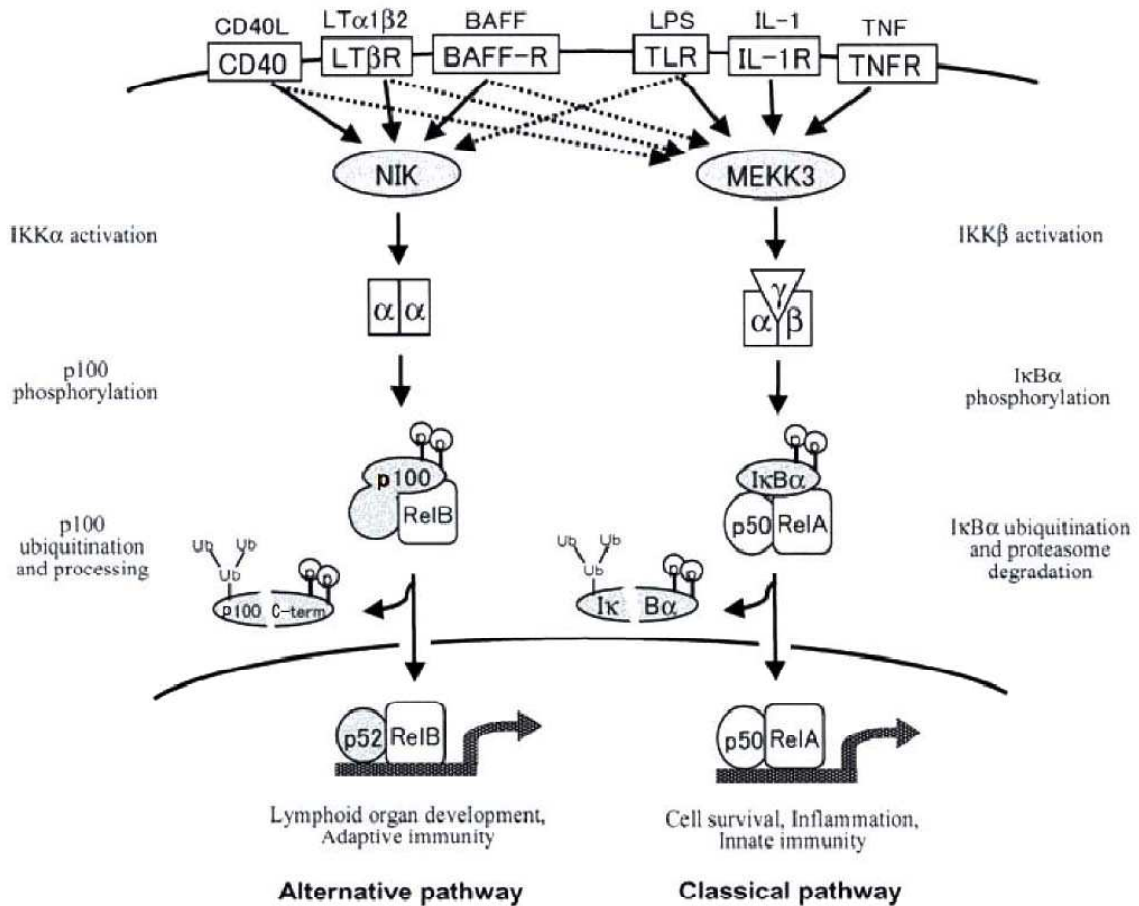 CD40L
LTα1β2
BAFF
LPS
IL-1
TNF
CD40
LTβR
BAFF-R
TLR
IL-1R
TNFR
NIK
MEKK3
IKKα activation
IKKβ activation
α α
γ
α β
p100
phosphorylation
IκBα
phosphorylation
p p
p100
RelB
p p
IκBα
p50 RelA
p100
ubiquitination
and processing
Ub Ub
Ub
p p
p100 C-term
Ub Ub
Ub
p p
Iκ Bα
IκBα ubiquitination
and proteasome
degradation
p52 RelB
p50 RelA
Lymphoid organ development,
Adaptive immunity
Cell survival, Inflammation,
Innate immunity
Alternative pathway
Classical pathway